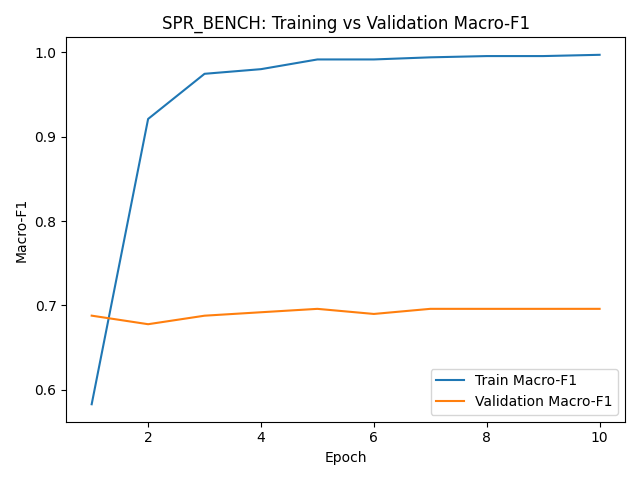 SPR_BENCH: Training vs Validation Macro-F1
Macro-F1
1.0
0.9
0.8
0.7
0.6
Train Macro-F1
Validation Macro-F1
2 4 6 8 10
Epoch